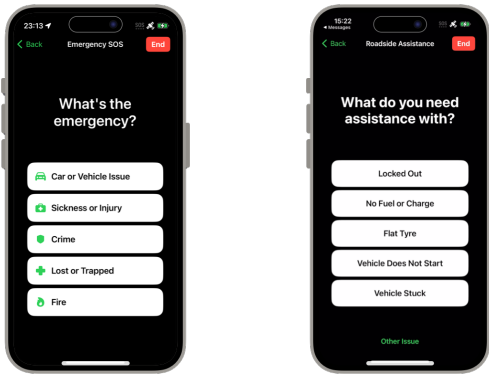 23:13
SOS
Back
Emergency SOS
End
What's the
emergency?
Car or Vehicle Issue
Sickness or Injury
Crime
Lost or Trapped
Fire
15:22
Messages
SOS
Back
Roadside Assistance
End
What do you need
assistance with?
Locked Out
No Fuel or Charge
Flat Tyre
Vehicle Does Not Start
Vehicle Stuck
Other Issue